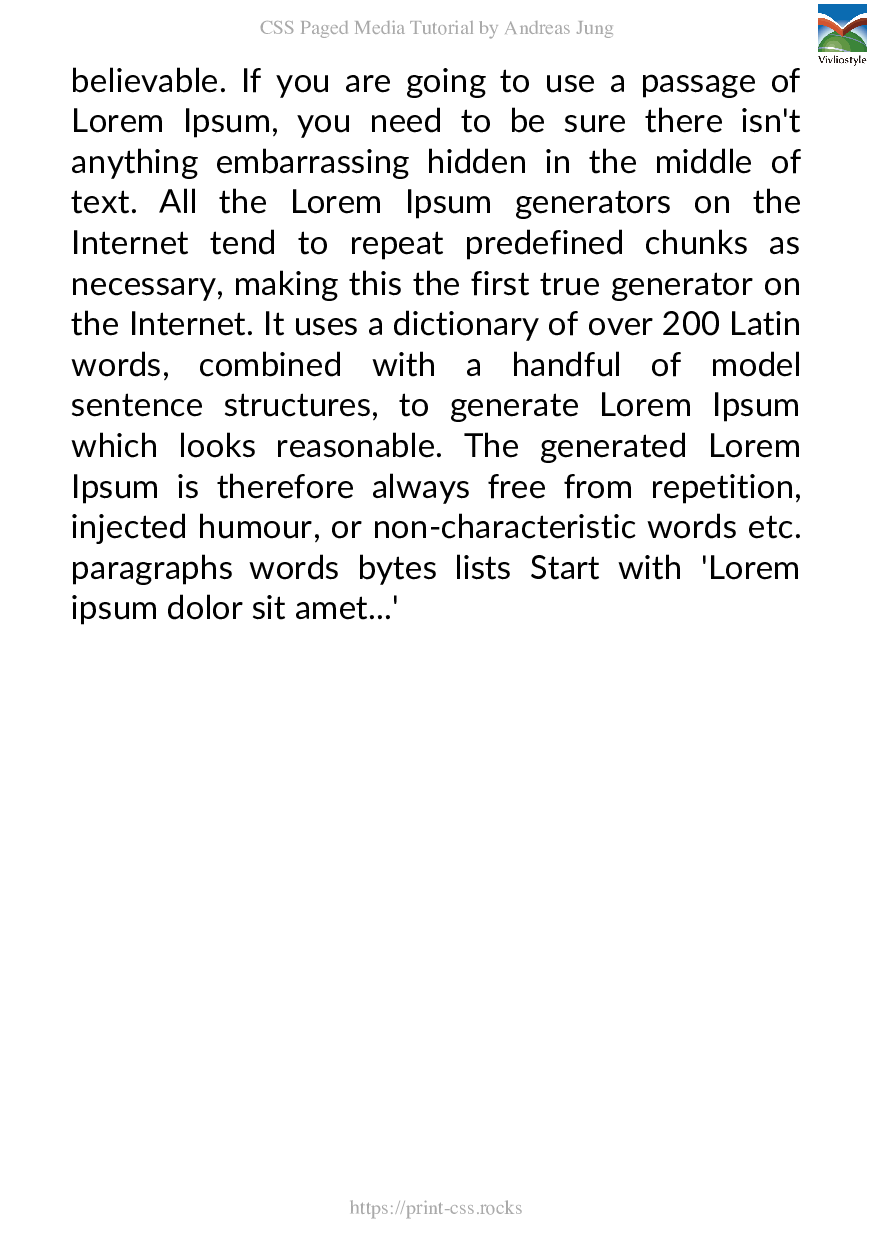 CSS Paged Media Tutorial by Andreas Jung
Vivliostyle
believable. If you are going to use a passage of
Lorem Ipsum, you need to be sure there isn't
anything embarrassing hidden in the middle of
text. All the Lorem Ipsum generators on the
Internet tend to repeat predefined chunks as
necessary, making this the first true generator on
the Internet. It uses a dictionary of over 200 Latin
words, combined with a handful of model
sentence structures, to generate Lorem Ipsum
which looks reasonable. The generated Lorem
Ipsum is therefore always free from repetition,
injected humour, or non-characteristic words etc.
paragraphs words bytes lists Start with 'Lorem
ipsum dolor sit amet...'
https://print-css.rocks